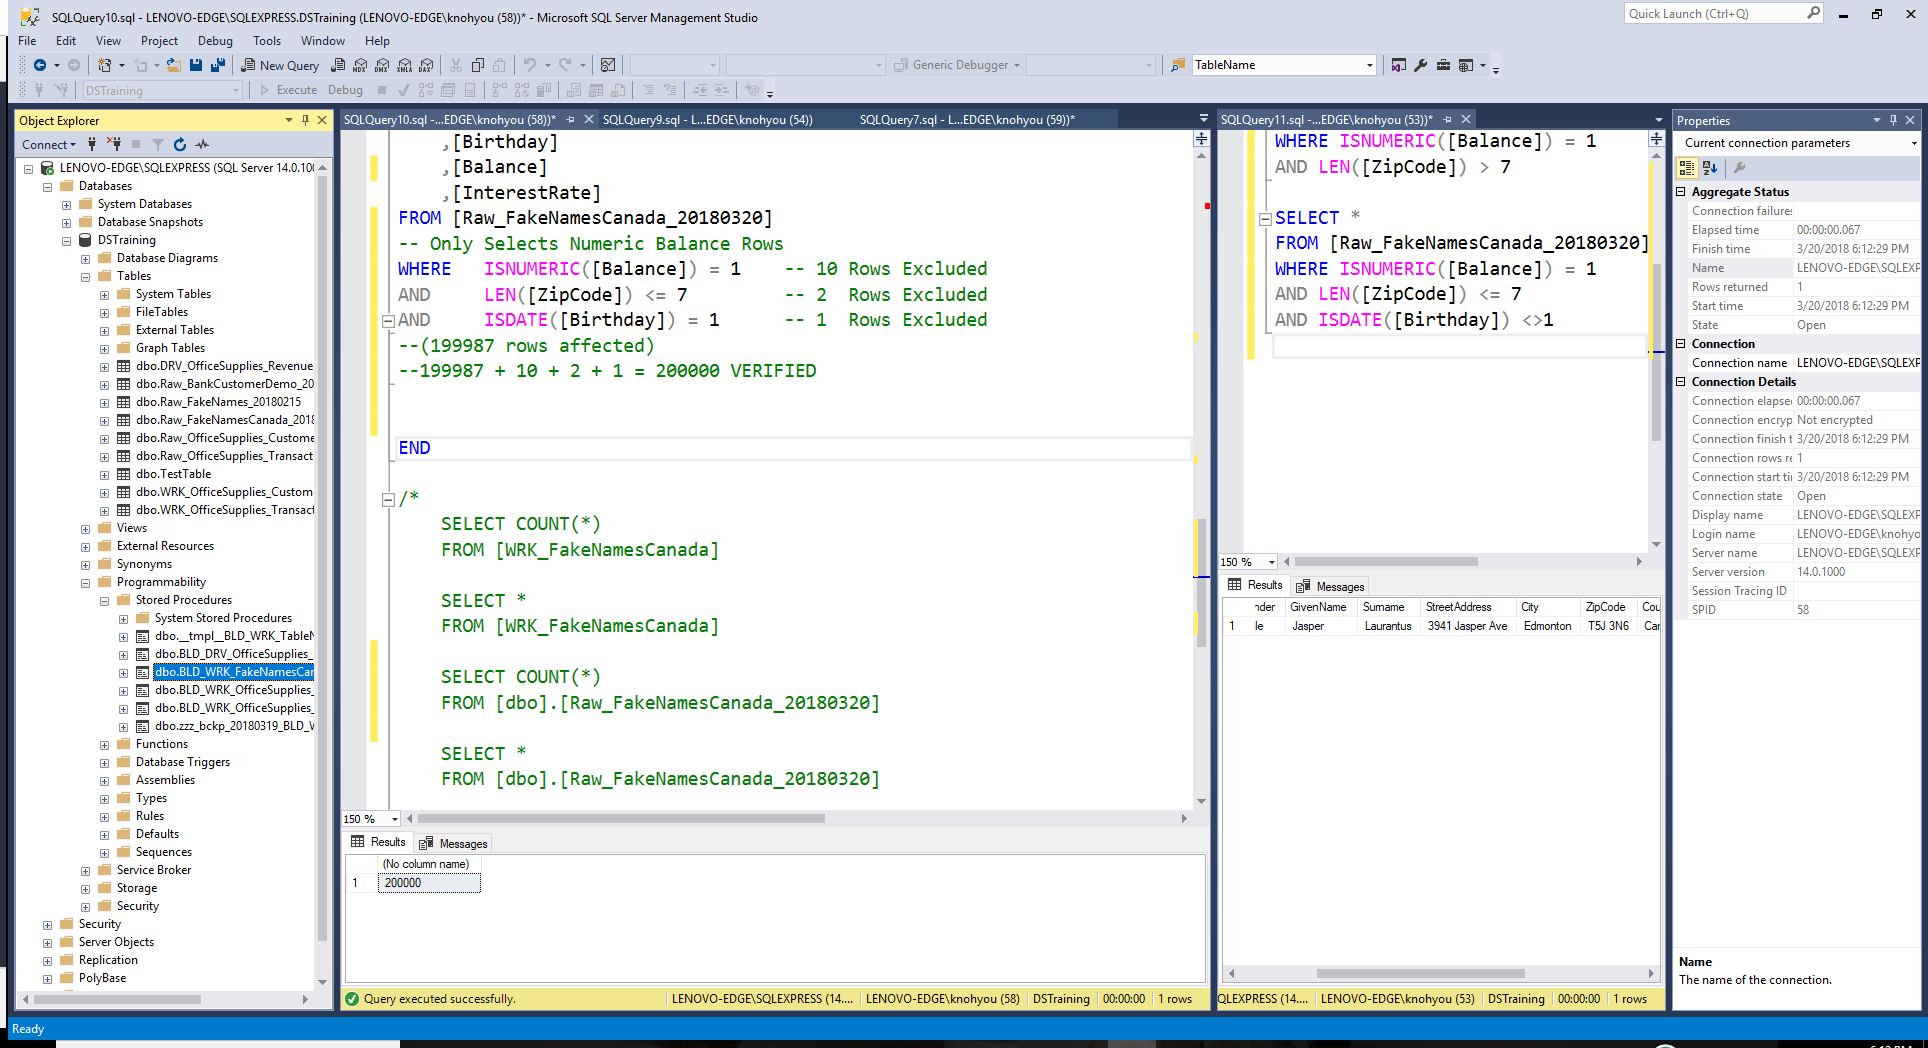 SQLQuery10.sql - LENOVO-EDGE\SQLEXPRESS.DSTraining (LENOVO-EDGE\knohyou (58))* - Microsoft SQL Server Management Studio
Quick Launch (Ctrl+Q)
File Edit View Project Debug Tools Window Help
New Query
MDX DMX XMLA DAX
Generic Debugger
TableName
DSTraining
Execute Debug
Object Explorer
Connect
LENOVO-EDGE\SQLEXPRESS (SQL Server 14.0.100
Databases
System Databases
Database Snapshots
DSTraining
Database Diagrams
Tables
System Tables
FileTables
External Tables
Graph Tables
dbo.DRV_OfficeSupplies_Revenue
dbo.Raw_BankCustomerDemo_20
dbo.Raw_FakeNames_20180215
dbo.Raw_FakeNamesCanada_2018
dbo.Raw_OfficeSupplies_Custome
dbo.Raw_OfficeSupplies_Transact
dbo.TestTable
dbo.WRK_OfficeSupplies_Custom
dbo.WRK_OfficeSupplies_Transact
Views
External Resources
Synonyms
Programmability
Stored Procedures
System Stored Procedures
dbo.__tmpl__BLD_WRK_TableN
dbo.BLD_DRV_OfficeSupplies_
dbo.BLD_WRK_FakeNamesCar
dbo.BLD_WRK_OfficeSupplies_
dbo.BLD_WRK_OfficeSupplies_
dbo.zzz_bckp_20180319_BLD_W
Functions
Database Triggers
Assemblies
Types
Rules
Defaults
Sequences
Service Broker
Storage
Security
Security
Server Objects
Replication
PolyBase
SQLQuery10.sql -...EDGE\knohyou (58))* SQLQuery9.sql - L...EDGE\knohyou (54)) SQLQuery7.sql - L...EDGE\knohyou (59))*
,[Birthday]
,[Balance]
,[InterestRate]
FROM [Raw_FakeNamesCanada_20180320]
-- Only Selects Numeric Balance Rows
WHERE ISNUMERIC([Balance]) = 1 -- 10 Rows Excluded
AND LEN([ZipCode]) <= 7 -- 2 Rows Excluded
AND ISDATE([Birthday]) = 1 -- 1 Rows Excluded
--(199987 rows affected)
--199987 + 10 + 2 + 1 = 200000 VERIFIED
END
/*
SELECT COUNT(*)
FROM [WRK_FakeNamesCanada]
SELECT *
FROM [WRK_FakeNamesCanada]
SELECT COUNT(*)
FROM [dbo].[Raw_FakeNamesCanada_20180320]
SELECT *
FROM [dbo].[Raw_FakeNamesCanada_20180320]
150 %
Results Messages
(No column name)
1 200000
Query executed successfully. LENOVO-EDGE\SQLEXPRESS (14.... LENOVO-EDGE\knohyou (58) DSTraining 00:00:00 1 rows
SQLQuery11.sql -...EDGE\knohyou (53))*
WHERE ISNUMERIC([Balance]) = 1
AND LEN([ZipCode]) > 7
SELECT *
FROM [Raw_FakeNamesCanada_20180320]
WHERE ISNUMERIC([Balance]) = 1
AND LEN([ZipCode]) <= 7
AND ISDATE([Birthday]) <>1
150 %
Results Messages
nder GivenName Surname StreetAddress City ZipCode Cou
1 le Jasper Laurantus 3941 Jasper Ave Edmonton T5J 3N6 Car
QLEXPRESS (14.... LENOVO-EDGE\knohyou (53) DSTraining 00:00:00 1 rows
Properties
Current connection parameters
Aggregate Status
Connection failures
Elapsed time 00:00:00.067
Finish time 3/20/2018 6:12:29 PM
Name LENOVO-EDGE\SQLEXP
Rows returned 1
Start time 3/20/2018 6:12:29 PM
State Open
Connection
Connection name LENOVO-EDGE\SQLEXP
Connection Details
Connection elapse 00:00:00.067
Connection encryp Not encrypted
Connection finish t 3/20/2018 6:12:29 PM
Connection rows re 1
Connection start ti 3/20/2018 6:12:29 PM
Connection state Open
Display name LENOVO-EDGE\SQLEXP
Login name LENOVO-EDGE\knohyo
Server name LENOVO-EDGE\SQLEXP
Server version 14.0.1000
Session Tracing ID
SPID 58
Name
The name of the connection.
Ready